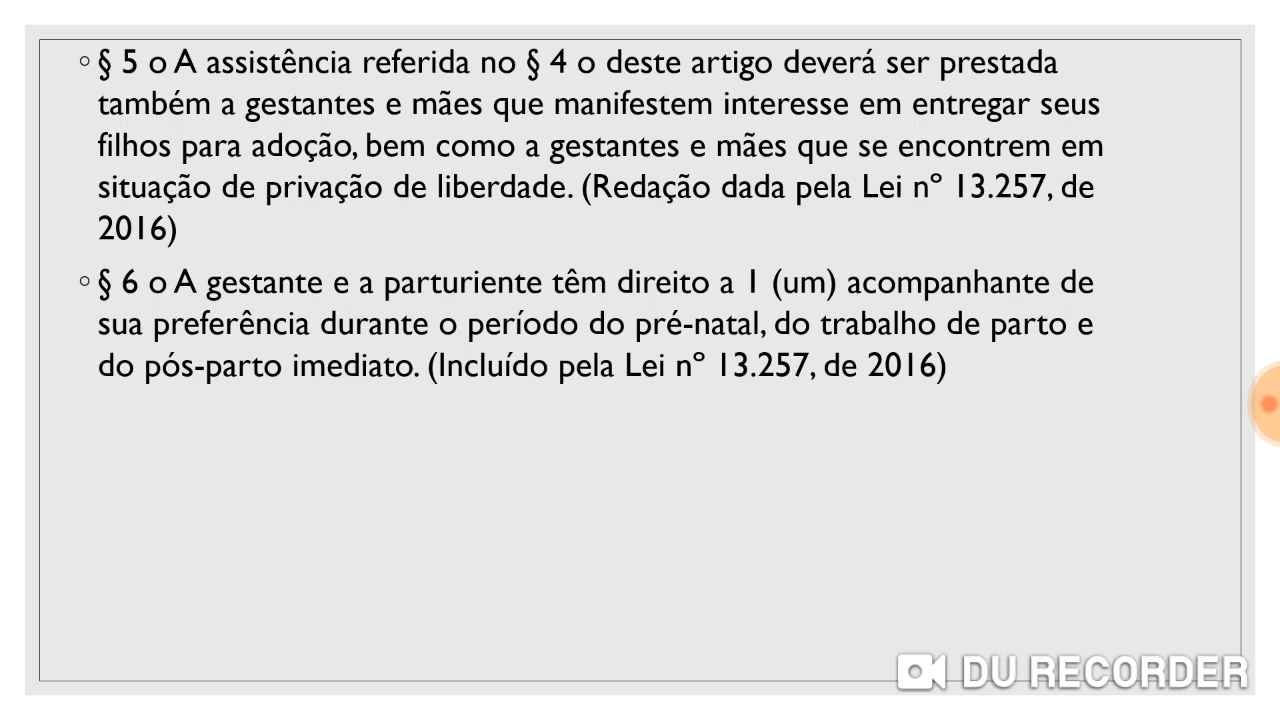 ◦ § 5 o A assistência referida no § 4 o deste artigo deverá ser prestada
também a gestantes e mães que manifestem interesse em entregar seus
filhos para adoção, bem como a gestantes e mães que se encontrem em
situação de privação de liberdade. (Redação dada pela Lei nº 13.257, de
2016)
◦ § 6 o A gestante e a parturiente têm direito a 1 (um) acompanhante de
sua preferência durante o período do pré-natal, do trabalho de parto e
do pós-parto imediato. (Incluído pela Lei nº 13.257, de 2016)
DU RECORDER